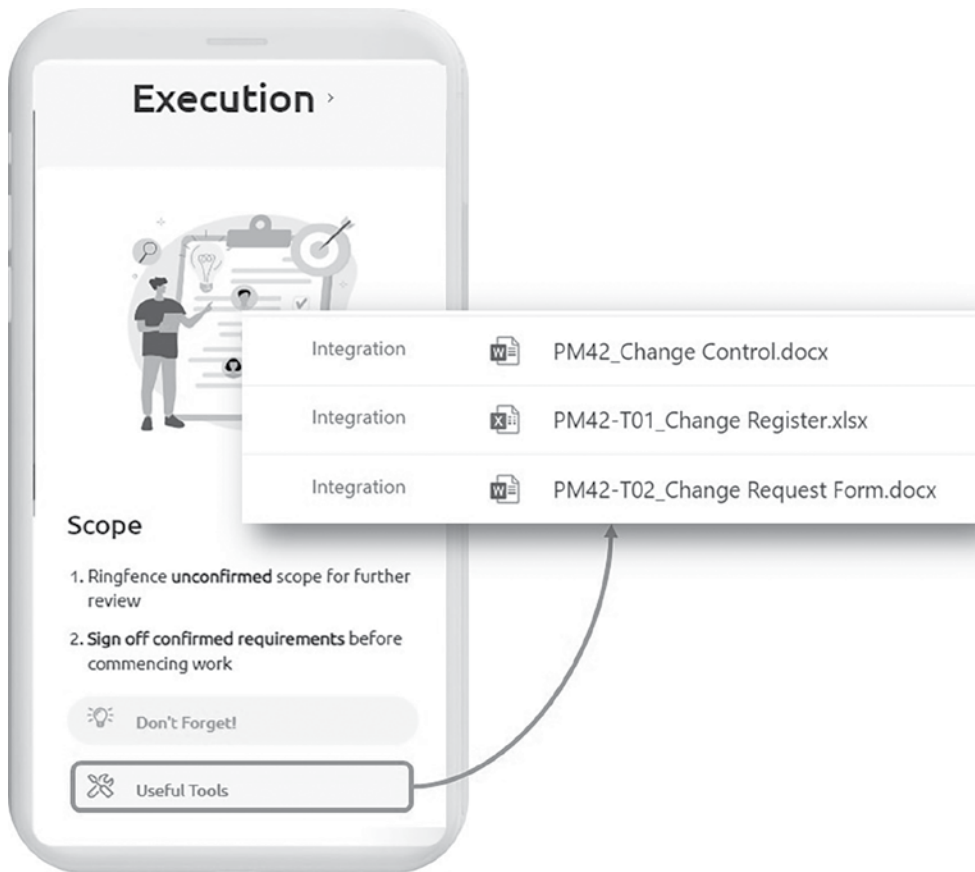 Execution ›
Integration PM42_Change Control.docx
Integration PM42-T01_Change Register.xlsx
Integration PM42-T02_Change Request Form.docx
Scope
1. Ringfence unconfirmed scope for further
review
2. Sign off confirmed requirements before
commencing work
Don't Forget!
Useful Tools